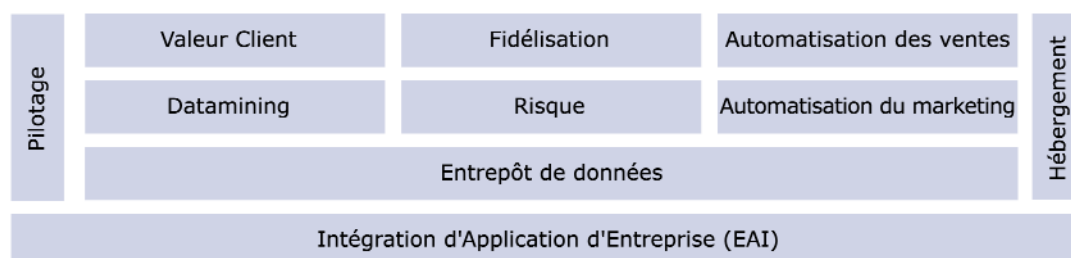 Pilotage
Valeur Client
Fidélisation
Automatisation des ventes
Hébergement
Datamining
Risque
Automatisation du marketing
Entrepôt de données
Intégration d'Application d'Entreprise (EAI)